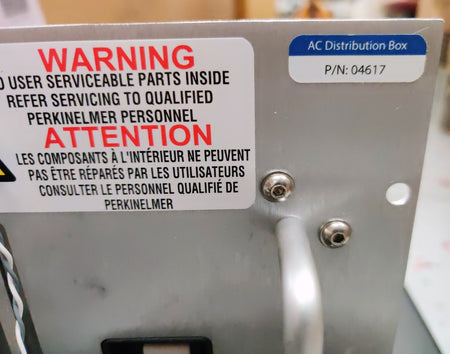 WARNING
USER SERVICEABLE PARTS INSIDE
REFER SERVICING TO QUALIFIED
PERKINELMER PERSONNEL
ATTENTION
LES COMPOSANTS À L'INTÉRIEUR NE PEUVENT
PAS ÊTRE RÉPARÉS PAR LES UTILISATEURS
CONSULTER LE PERSONNEL QUALIFIÉ DE
PERKINELMER
AC Distribution Box
P/N: 04617